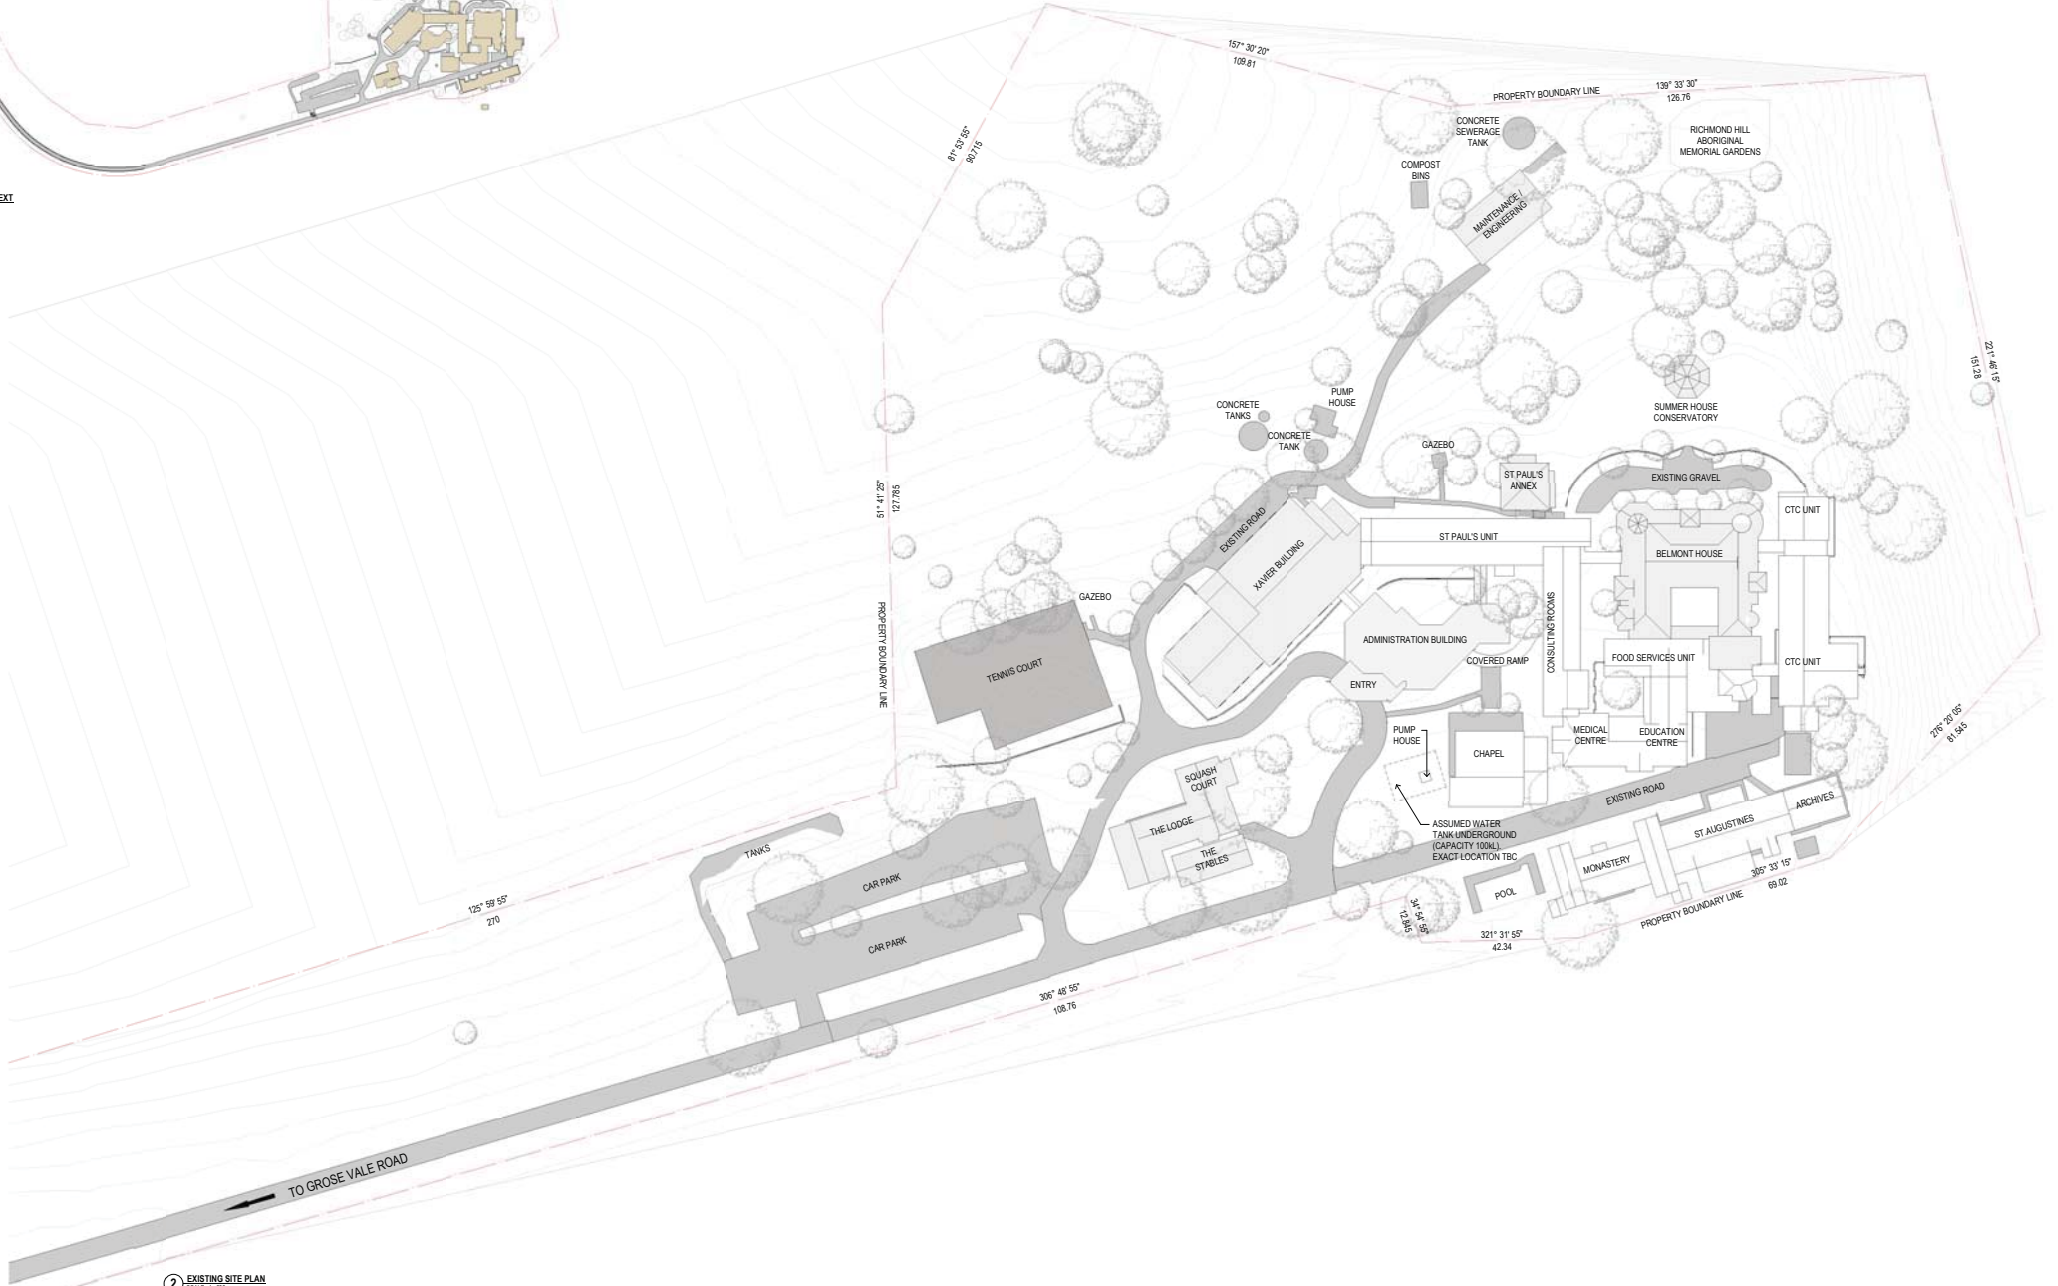 EXT
157° 30' 20"
109.81
PROPERTY BOUNDARY LINE
139° 33' 30"
126.76
81° 53' 55"
90.715
CONCRETE
SEWERAGE
TANK
RICHMOND HILL
ABORIGINAL
MEMORIAL GARDENS
COMPOST
BINS
MAINTENANCE /
ENGINEERING
221° 46' 15"
151.28
PUMP
HOUSE
CONCRETE
TANKS
CONCRETE
TANK
SUMMER HOUSE
CONSERVATORY
GAZEBO
ST PAUL'S
ANNEX
EXISTING GRAVEL
51° 41' 25"
127.785
CTC UNIT
EXISTING ROAD
ST PAUL'S UNIT
BELMONT HOUSE
XAVIER BUILDING
GAZEBO
PROPERTY BOUNDARY LINE
CONSULTING ROOMS
ADMINISTRATION BUILDING
TENNIS COURT
COVERED RAMP
FOOD SERVICES UNIT
CTC UNIT
ENTRY
276° 20' 05"
81.545
PUMP
HOUSE
CHAPEL
MEDICAL
CENTRE
EDUCATION
CENTRE
SQUASH
COURT
EXISTING ROAD
ARCHIVES
THE LODGE
ASSUMED WATER
TANK UNDERGROUND
(CAPACITY 100kL).
EXACT LOCATION TBC
ST.AUGUSTINES
TANKS
THE
STABLES
MONASTERY
305° 33' 15"
69.02
CAR PARK
POOL
125° 59' 55"
270
34° 54' 55"
12.845
PROPERTY BOUNDARY LINE
CAR PARK
321° 31' 55"
42.34
306° 48' 55"
108.76
TO GROSE VALE ROAD
2 EXISTING SITE PLAN